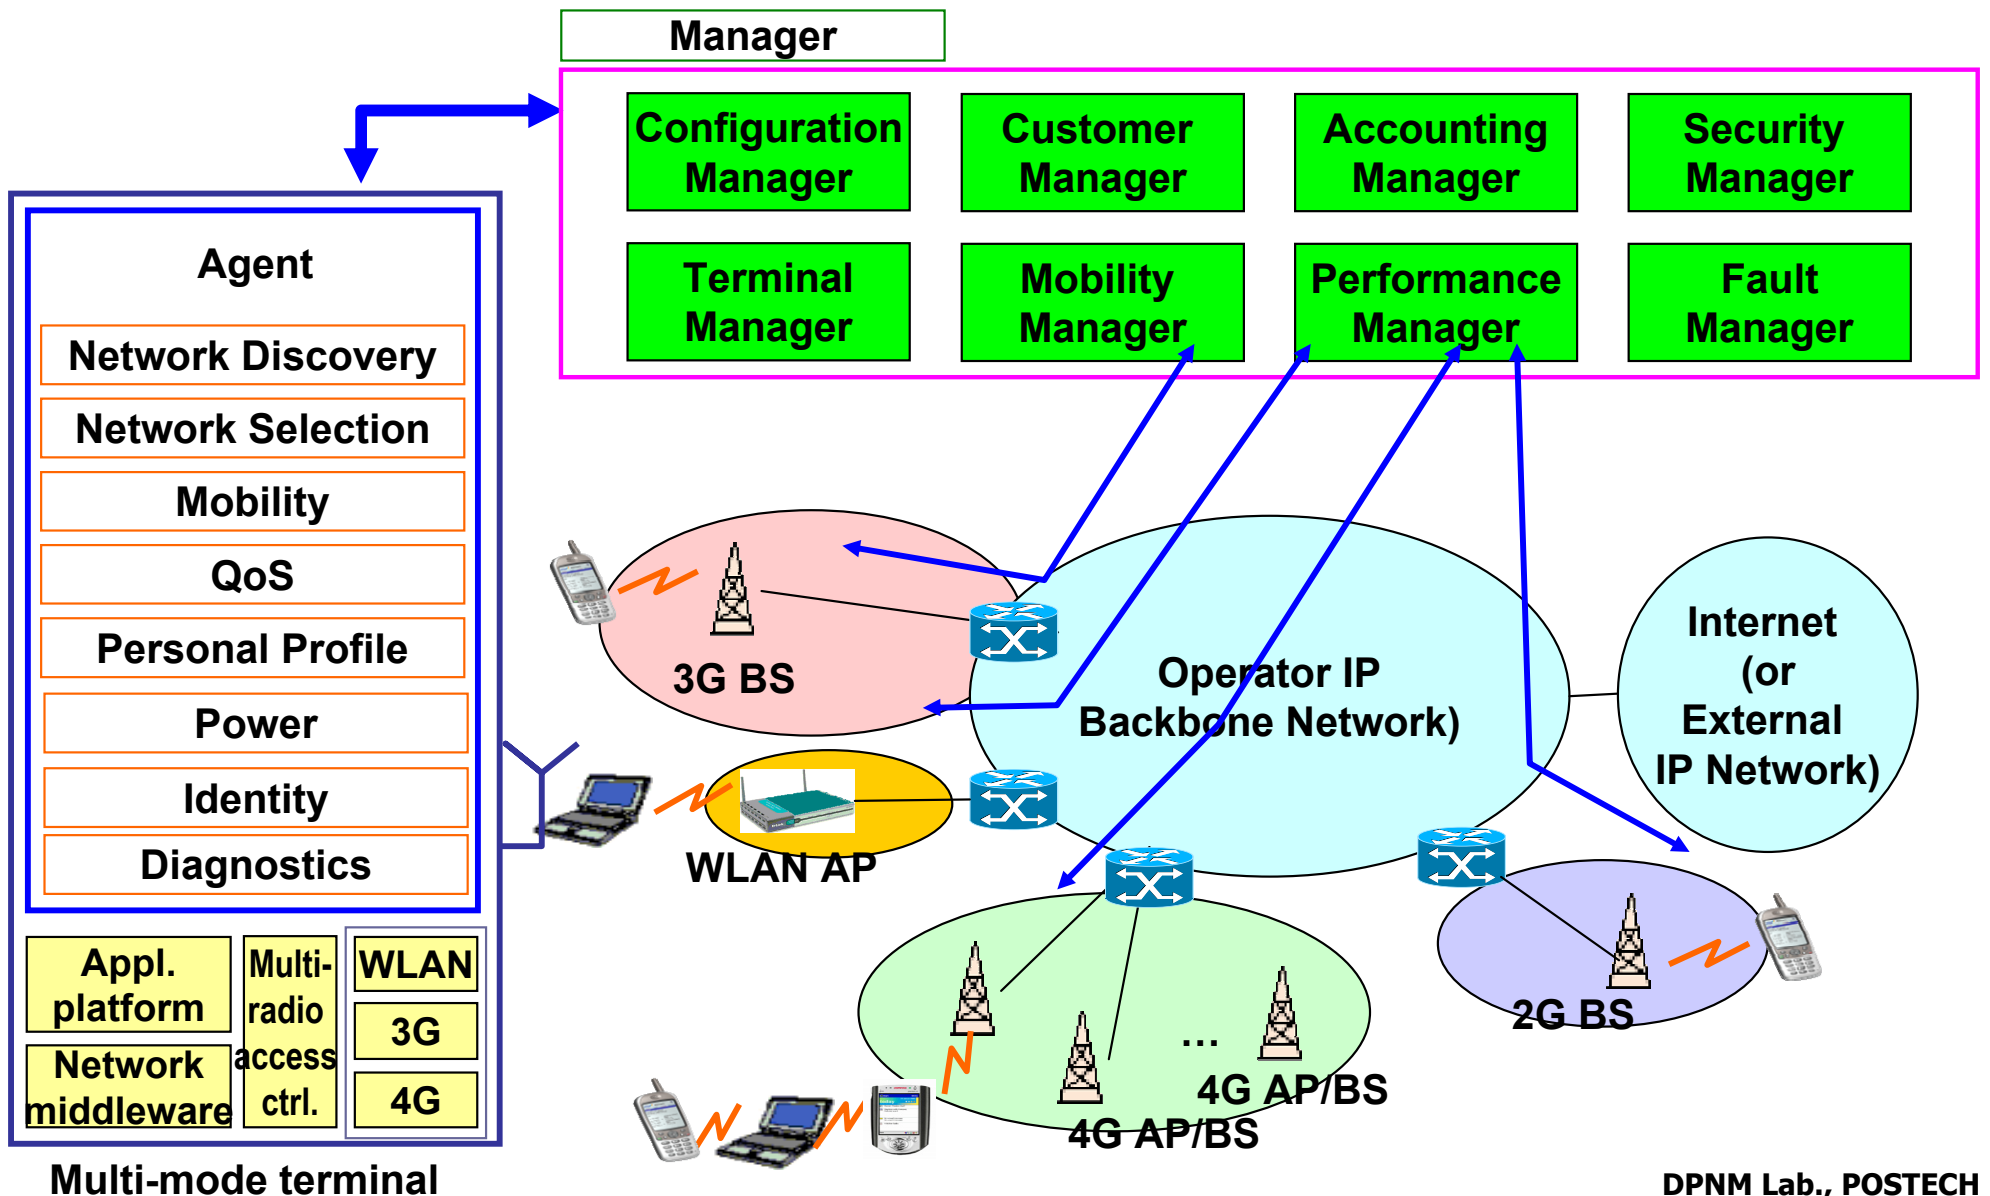 Manager
Configuration
Manager
Customer
Manager
Accounting
Manager
Security
Manager
Terminal
Manager
Mobility
Manager
Performance
Manager
Fault
Manager
Agent
Network Discovery
Network Selection
Mobility
QoS
Personal Profile
Power
Identity
Diagnostics
Appl.
platform
Network
middleware
Multi-
radio
access
ctrl.
WLAN
3G
4G
Multi-mode terminal
3G BS
WLAN AP
Operator IP
Backbone Network)
Internet
(or
External
IP Network)
2G BS
...
4G AP/BS
4G AP/BS
DPNM Lab., POSTECH